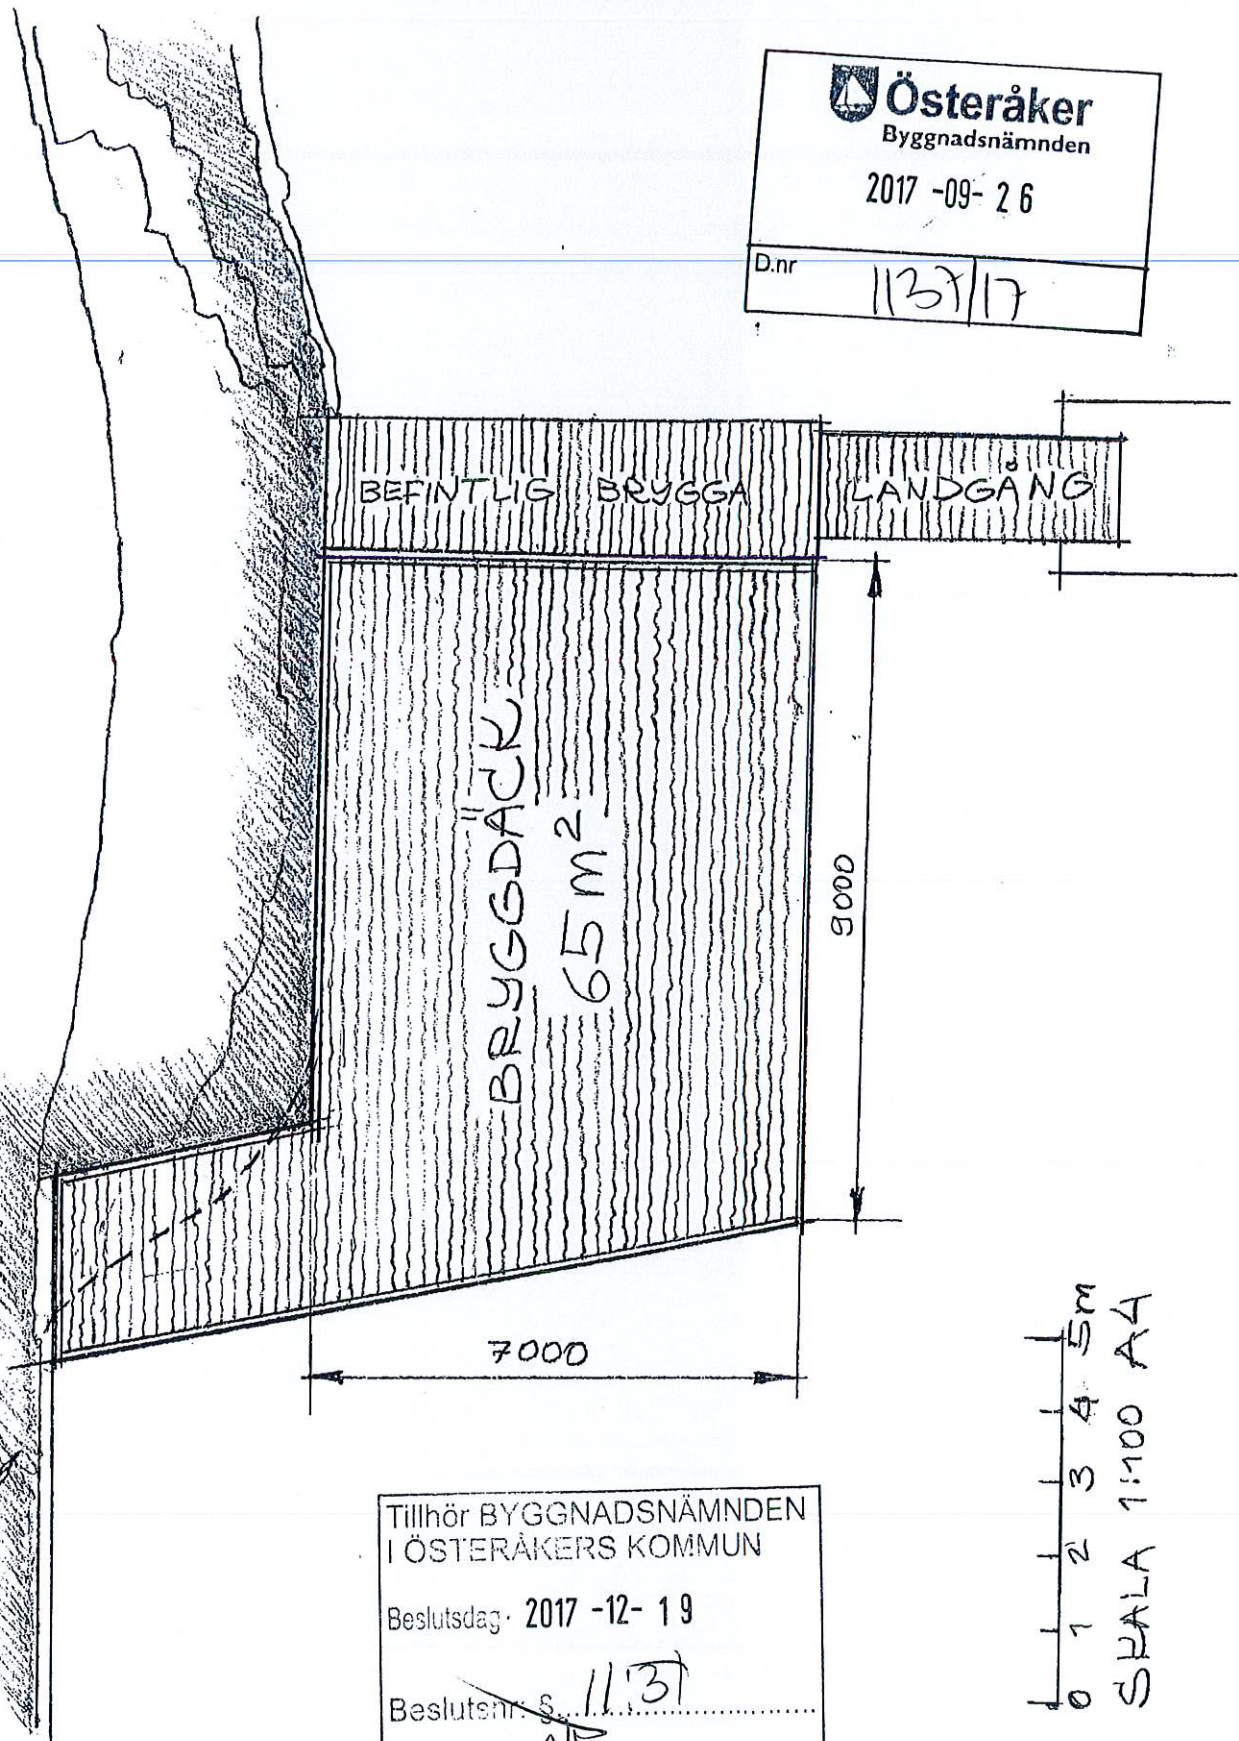 Österåker
Byggnadsnämnden
2017 -09- 26
D.nr 1137/17
BEFINTLIG BRYGGA
LANDGÅNG
BRYGGDÄCK
65 m²
9000
7000
0 1 2 3 4 5m
SKALA 1:100 A4
Tillhör BYGGNADSNÄMNDEN
I ÖSTERÅKERS KOMMUN
Beslutsdag 2017 -12- 19
Beslutsnr. §